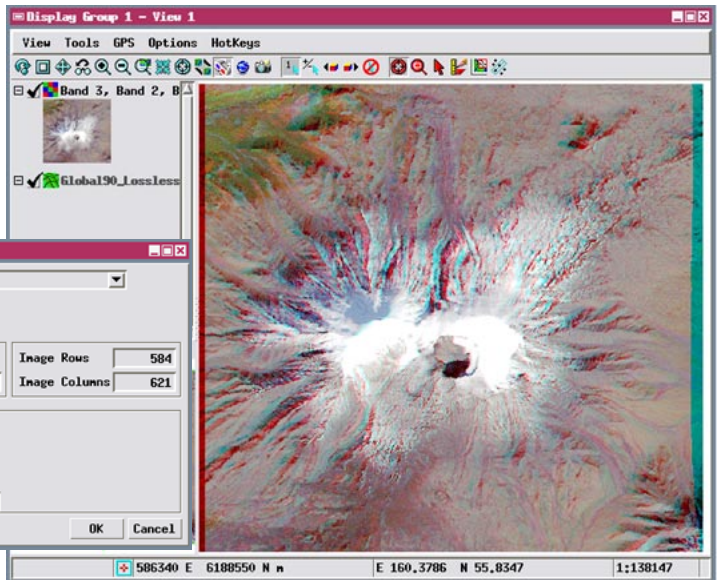 Display Group 1 - View 1
View Tools GPS Options HotKeys
Band 3, Band 2, B
Global90_Lossless
Image Rows 584
Image Columns 621
OK Cancel
586340 E 6188550 N m E 160.3786 N 55.8347 1:138147